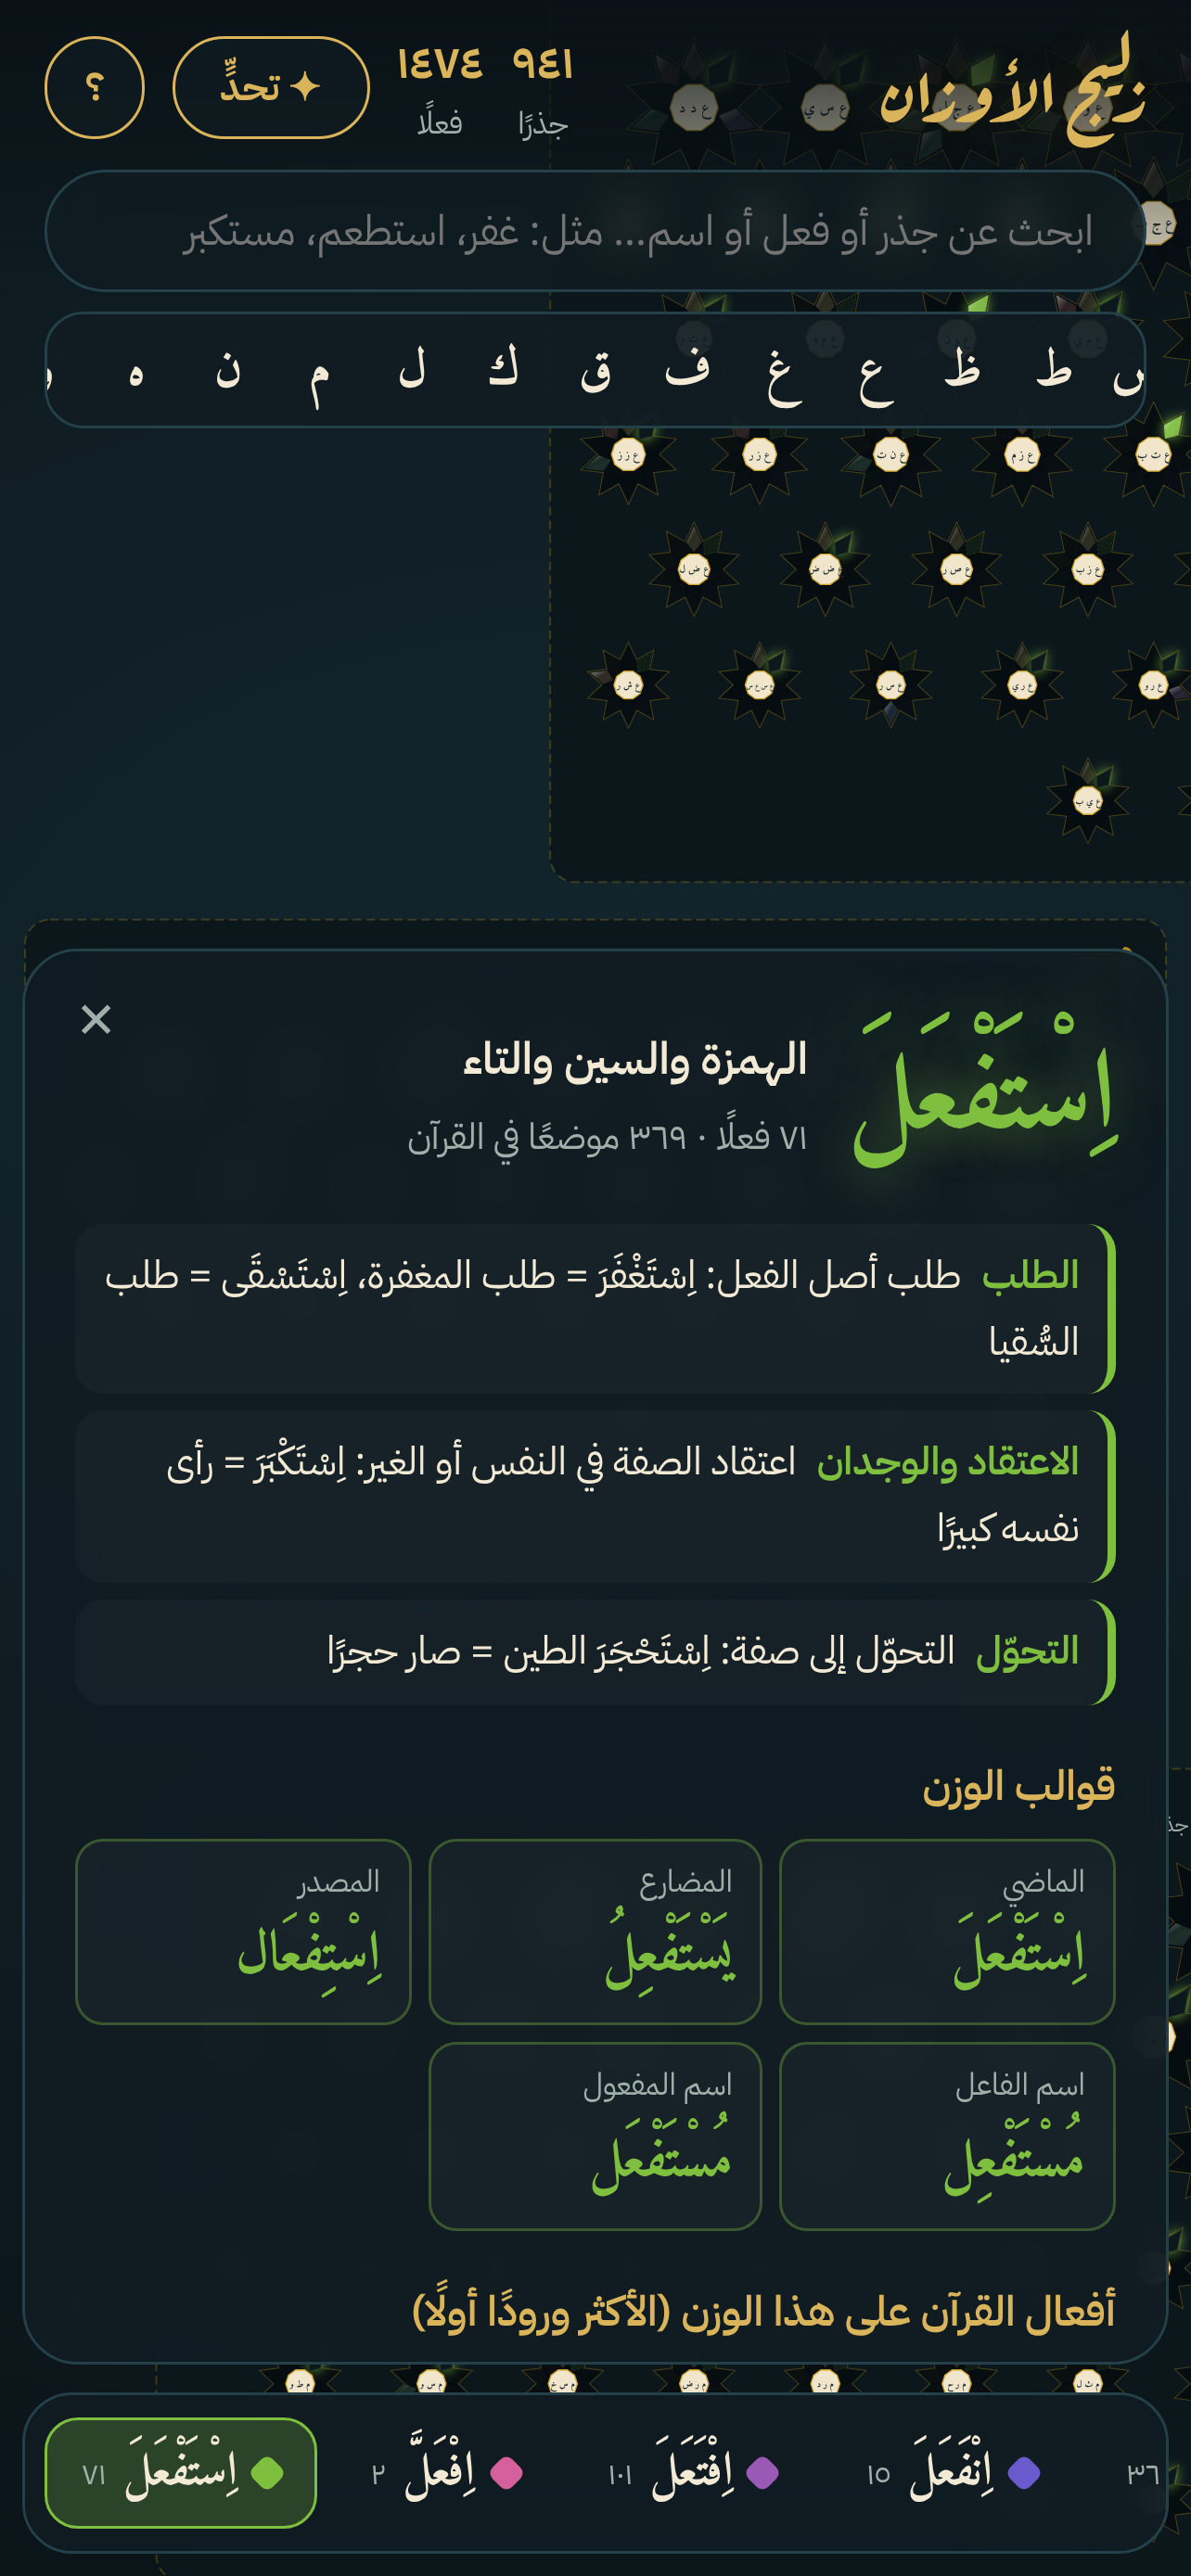 زليج الأوزان
٩٤١ جذرًا
١٤٧٤ فعلًا
✦ تحدٍّ
؟
ابحث عن جذر أو فعل أو اسم... مثل: غفر، استطعم، مستكبر
ط ظ ع غ ف ق ك ل م ن ه
ع ز ز
ع ز ر
ع ن ت
ع ز م
ع ص ر
ع ز ب
ع ش ر
ع س ر
ع ر ي
ع ر و
اِسْتَفْعَلَ
الهمزة والسين والتاء
٧١ فعلًا · ٣٦٩ موضعًا في القرآن
✕
الطلب طلب أصل الفعل: اِسْتَغْفَرَ = طلب المغفرة، اِسْتَسْقَى = طلب
السُّقيا
الاعتقاد والوجدان اعتقاد الصفة في النفس أو الغير: اِسْتَكْبَرَ = رأى
نفسه كبيرًا
التحوّل التحوّل إلى صفة: اِسْتَحْجَرَ الطين = صار حجرًا
قوالب الوزن
الماضي
اِسْتَفْعَلَ
المضارع
يَسْتَفْعِلُ
المصدر
اِسْتِفْعَال
اسم الفاعل
مُسْتَفْعِل
اسم المفعول
مُسْتَفْعَل
أفعال القرآن على هذا الوزن (الأكثر ورودًا أولًا)
٣٦
اِنْفَعَلَ ١٥
اِفْتَعَلَ ١٠١
اِفْعَلَّ ٢
اِسْتَفْعَلَ ٧١